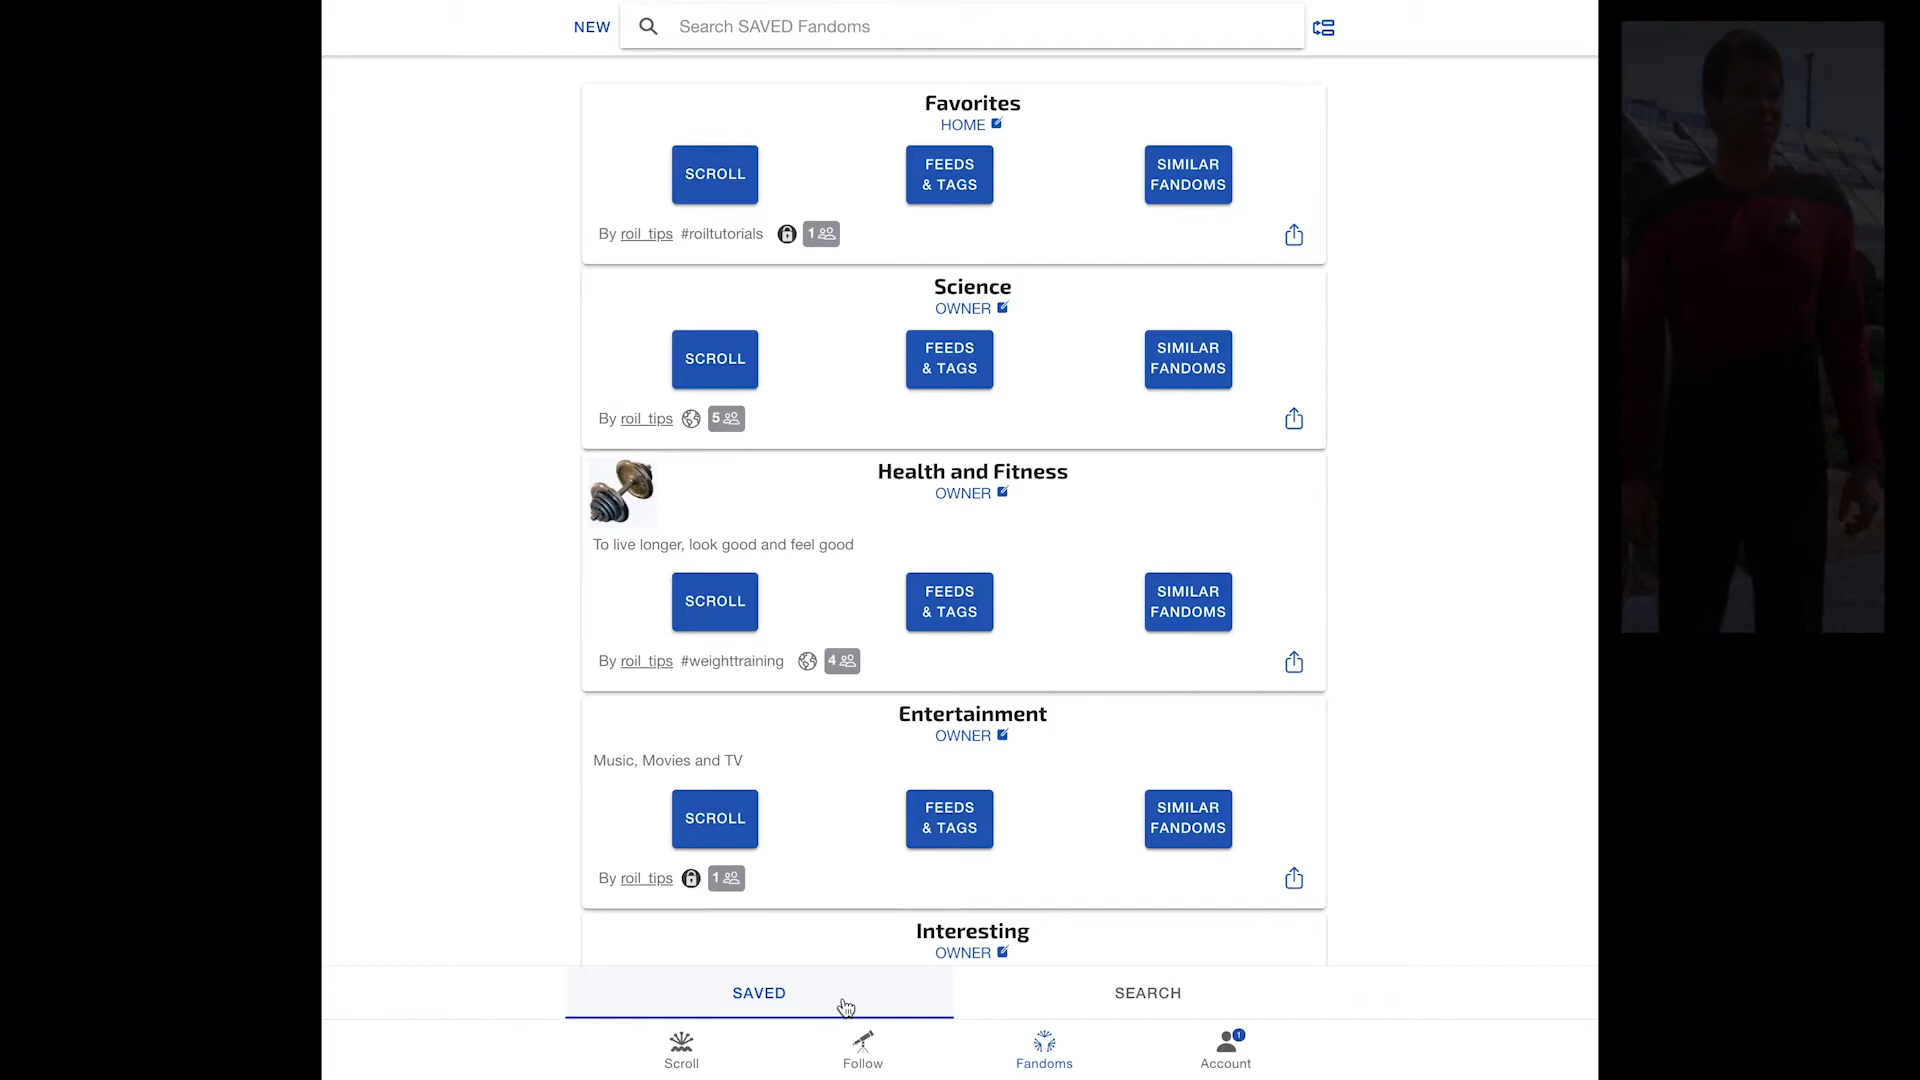 NEW
Search SAVED Fandoms
Favorites
HOME
SCROLL
FEEDS
& TAGS
SIMILAR
FANDOMS
By roil_tips #roiltutorials 1
Science
OWNER
SCROLL
FEEDS
& TAGS
SIMILAR
FANDOMS
By roil_tips 5
Health and Fitness
OWNER
To live longer, look good and feel good
SCROLL
FEEDS
& TAGS
SIMILAR
FANDOMS
By roil_tips #weighttraining 4
Entertainment
OWNER
Music, Movies and TV
SCROLL
FEEDS
& TAGS
SIMILAR
FANDOMS
By roil_tips 1
Interesting
OWNER
SAVED
SEARCH
Scroll
Follow
Fandoms
1
Account